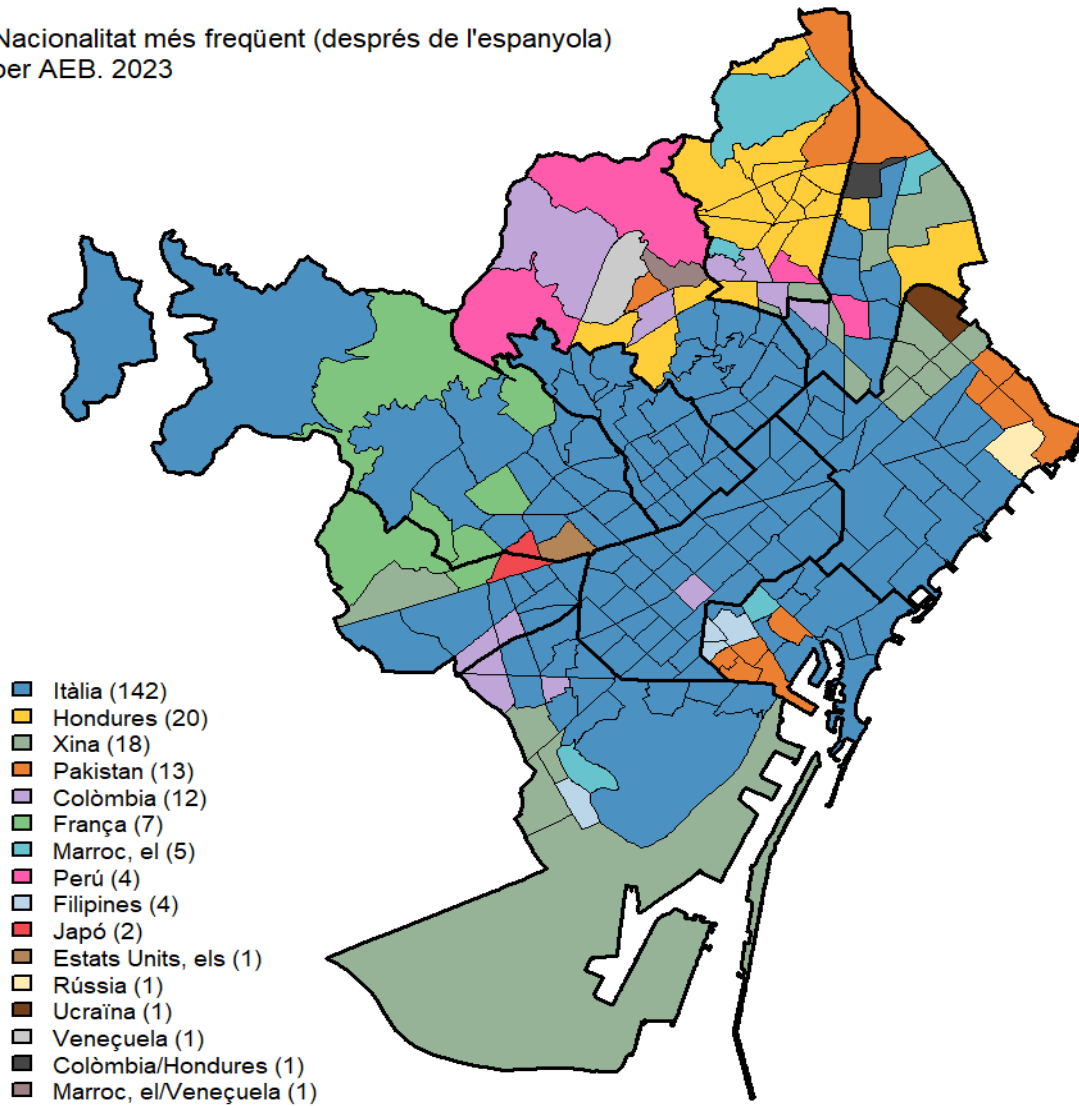 Nacionalitat més freqüent (després de l'espanyola)
per AEB. 2023
Itàlia (142)
Hondures (20)
Xina (18)
Pakistan (13)
Colòmbia (12)
França (7)
Marroc, el (5)
Perú (4)
Filipines (4)
Japó (2)
Estats Units, els (1)
Rússia (1)
Ucraïna (1)
Veneçuela (1)
Colòmbia/Hondures (1)
Marroc, el/Veneçuela (1)